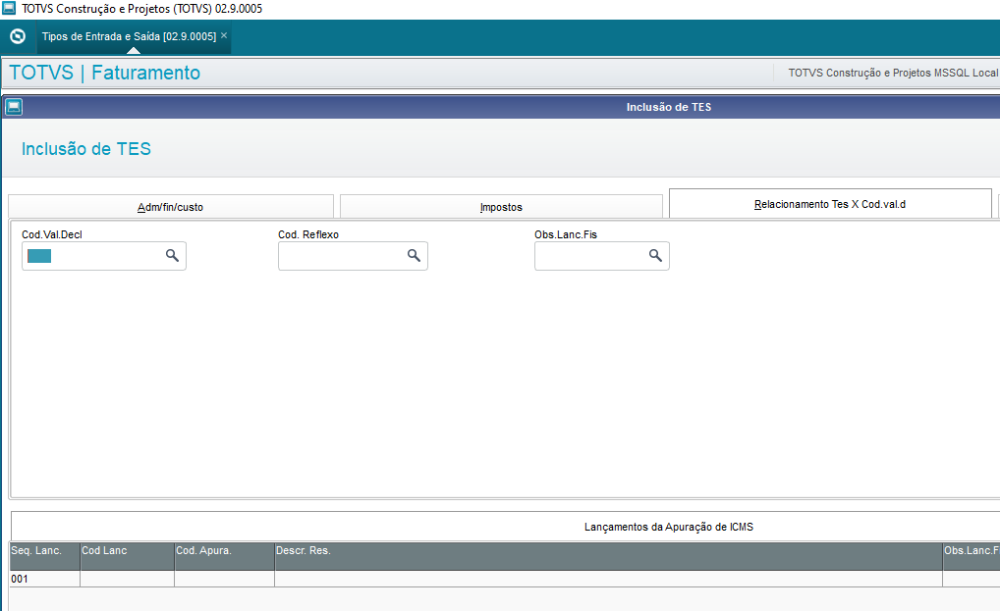 TOTVS Construção e Projetos (TOTVS) 02.9.0005
Tipos de Entrada e Saída [02.9.0005] ×
TOTVS | Faturamento
TOTVS Construção e Projetos MSSQL Local
Inclusão de TES
Inclusão de TES
Adm/fin/custo Impostos Relacionamento Tes X Cod.val.d
Cod.Val.Decl Cod. Reflexo Obs.Lanc.Fis
Lançamentos da Apuração de ICMS
Seq. Lanc. Cod Lanc Cod. Apura. Descr. Res. Obs.Lanc.F
001